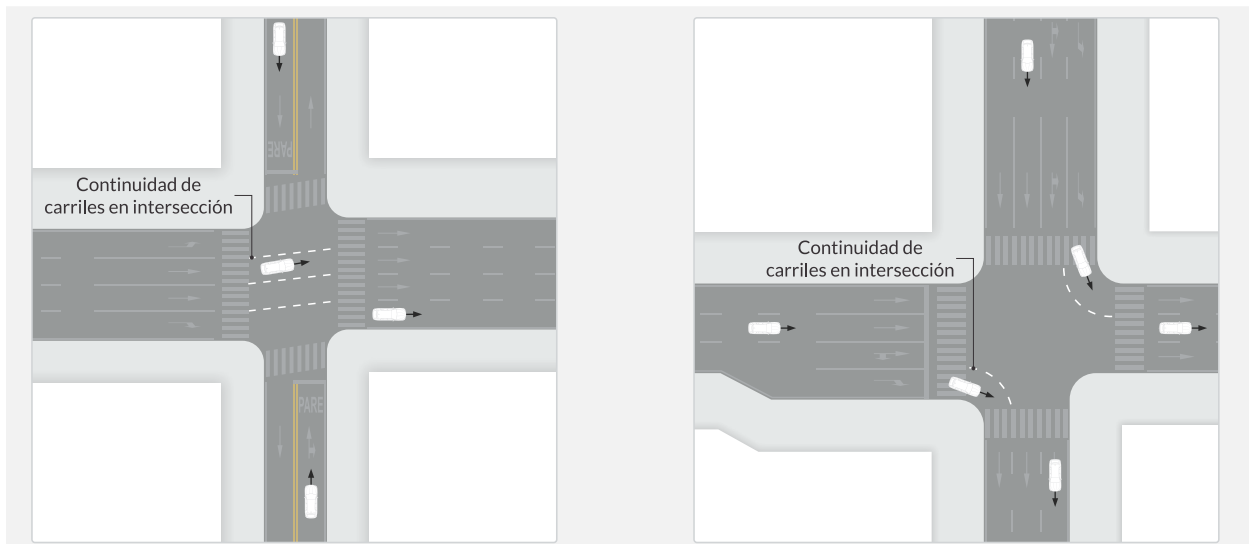 PARE
Continuidad de
carriles en intersección
PARE
Continuidad de
carriles en intersección